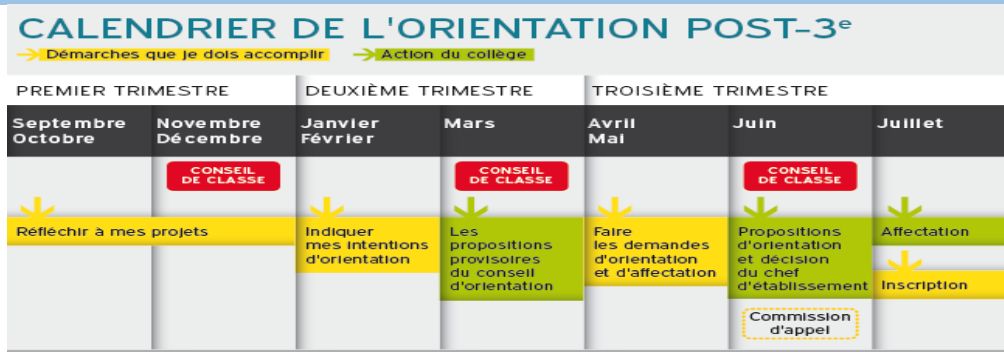 CALENDRIER DE L'ORIENTATION POST-3e
Démarches que je dois accomplir
Action du collège
PREMIER TRIMESTRE
DEUXIÈME TRIMESTRE
TROISIÈME TRIMESTRE
Septembre
Octobre
Novembre
Décembre
Janvier
Février
Mars
Avril
Mai
Juin
Juillet
CONSEIL
DE CLASSE
CONSEIL
DE CLASSE
CONSEIL
DE CLASSE
Réfléchir à mes projets
Indiquer
mes intentions
d'orientation
Les
propositions
provisoires
du conseil
d'orientation
Faire
les demandes
d'orientation
et d'affectation
Propositions
d'orientation
et décision
du chef
d'établissement
Affectation
Inscription
Commission
d'appel